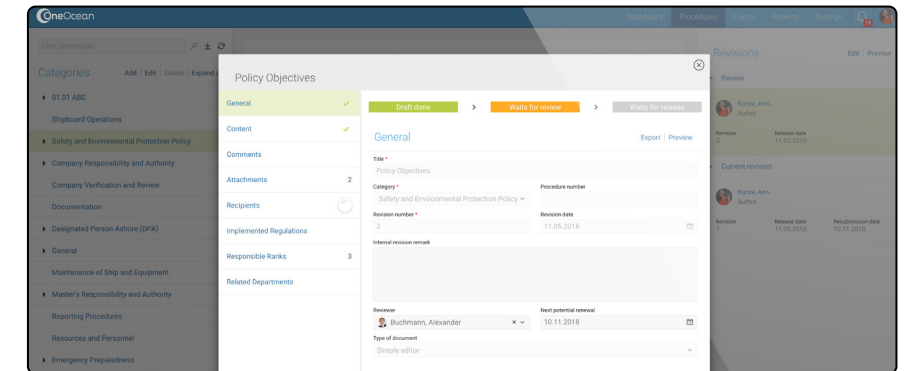 OneOcean
Dashboard Procedures Forms Reports Settings
Filter procedures
Categories Add | Edit | Delete | Expand
01.01 ABC
Shipboard Operations
Safety and Environmental Protection Policy
Company Responsibility and Authority
Company Verification and Review
Documentation
Designated Person Ashore (DPA)
General
Maintenance of Ship and Equipment
Master's Responsibility and Authority
Reporting Procedures
Resources and Personnel
Emergency Preparedness
Policy Objectives
General
Content
Comments
Attachments 2
Recipients
Implemented Regulations
Responsible Ranks 3
Related Departments
Draft done > Waits for review > Waits for release
General Export | Preview
Title *
Policy Objectives
Category * Procedure number
Safety and Environmental Protection Policy
Revision number * Revision date
2 11.05.2018
Internal revision remark
Reviewer Next potential renewal
Buchmann, Alexander 10.11.2018
Type of document
Simple editor
Revisions Edit | Preview
Review
Kunze, Ann...
Author
Revision Release date
2 11.05.2018
Current revision
Kunze, Ann...
Author
Revision Release date Resubmission date
1 11.05.2018 10.11.2018